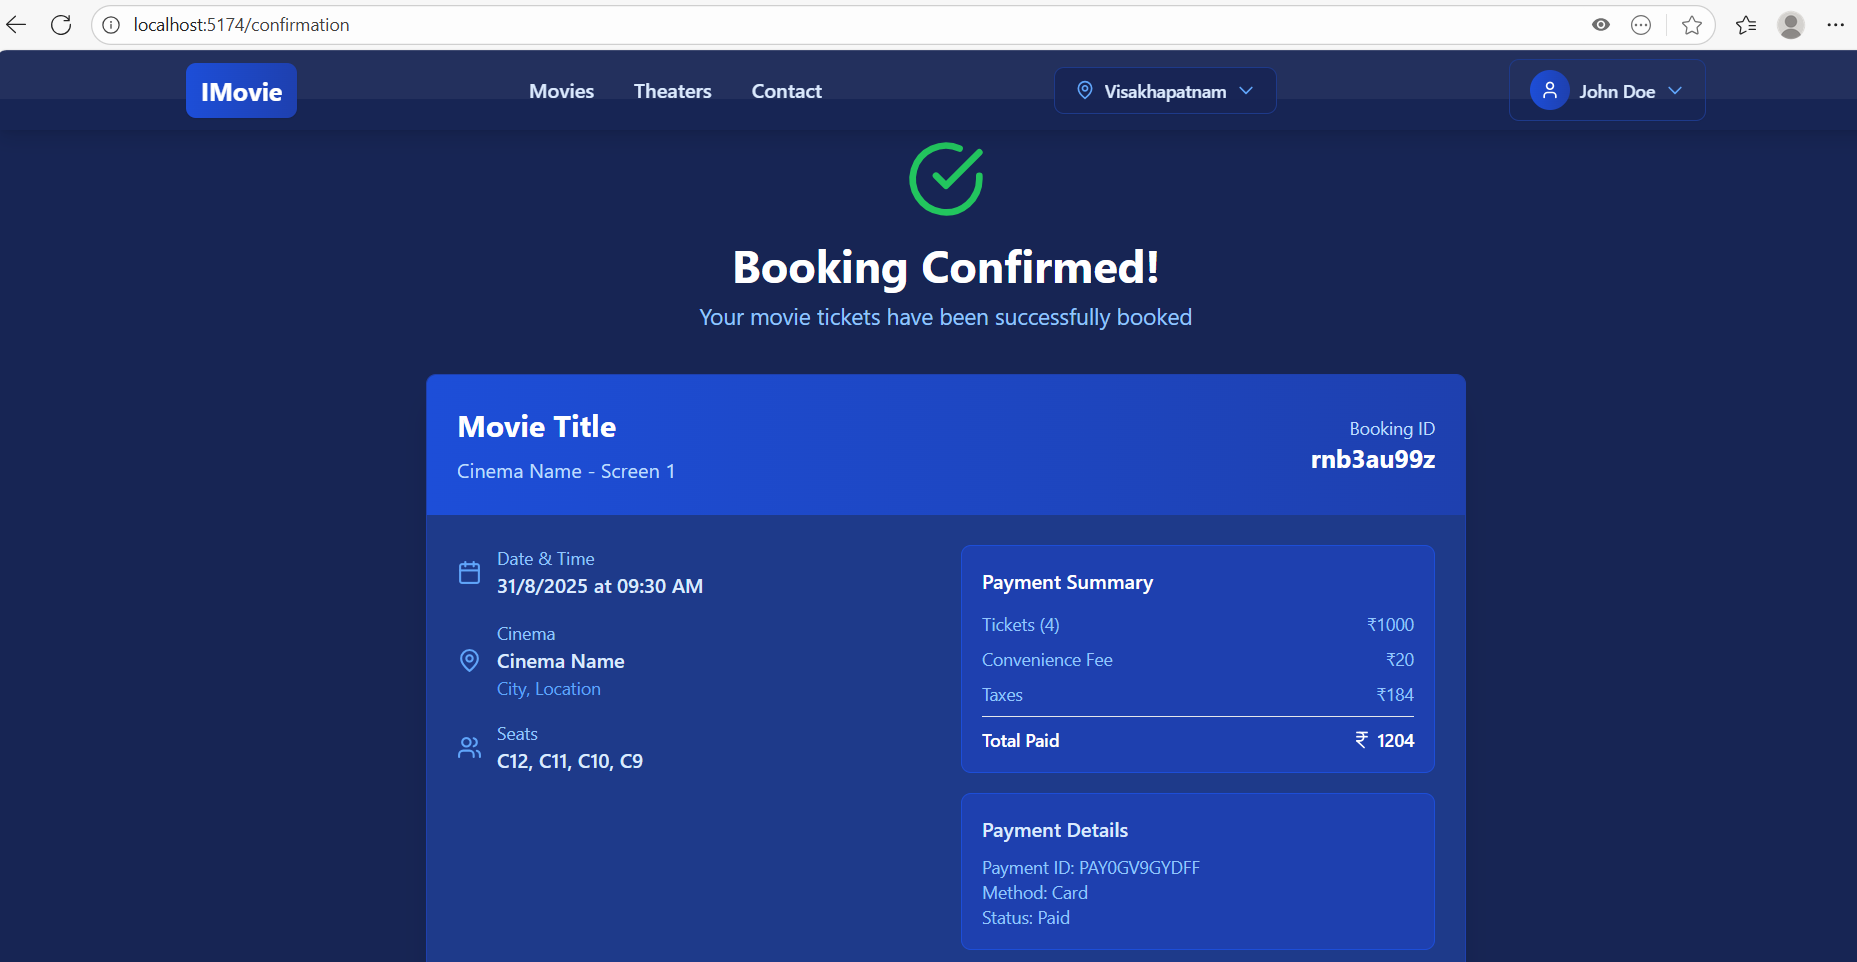 localhost:5174/confirmation
IMovie
Movies
Theaters
Contact
Visakhapatnam
John Doe
Booking Confirmed!
Your movie tickets have been successfully booked
Movie Title
Cinema Name - Screen 1
Booking ID
rnb3au99z
Date & Time
31/8/2025 at 09:30 AM
Cinema
Cinema Name
City, Location
Seats
C12, C11, C10, C9
Payment Summary
Tickets (4) ₹1000
Convenience Fee ₹20
Taxes ₹184
Total Paid ₹ 1204
Payment Details
Payment ID: PAY0GV9GYDFF
Method: Card
Status: Paid